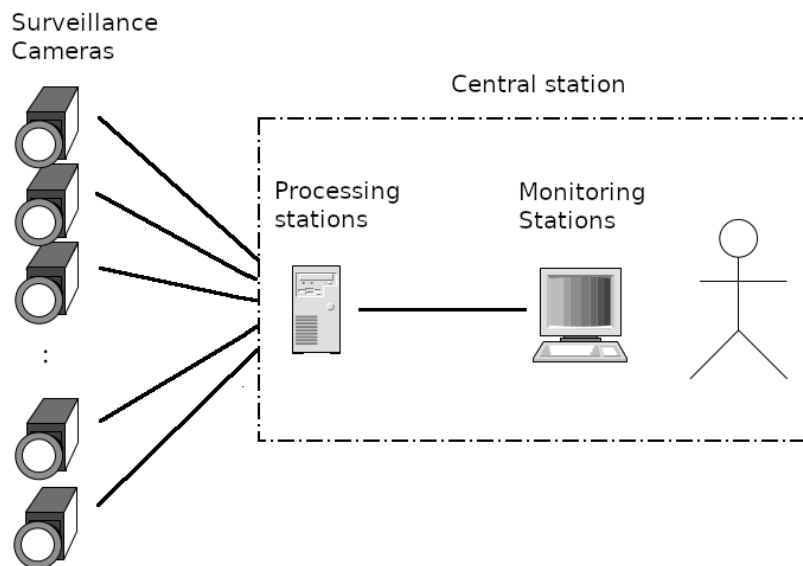 Surveillance
Cameras
Central station
Processing
stations
Monitoring
Stations
: